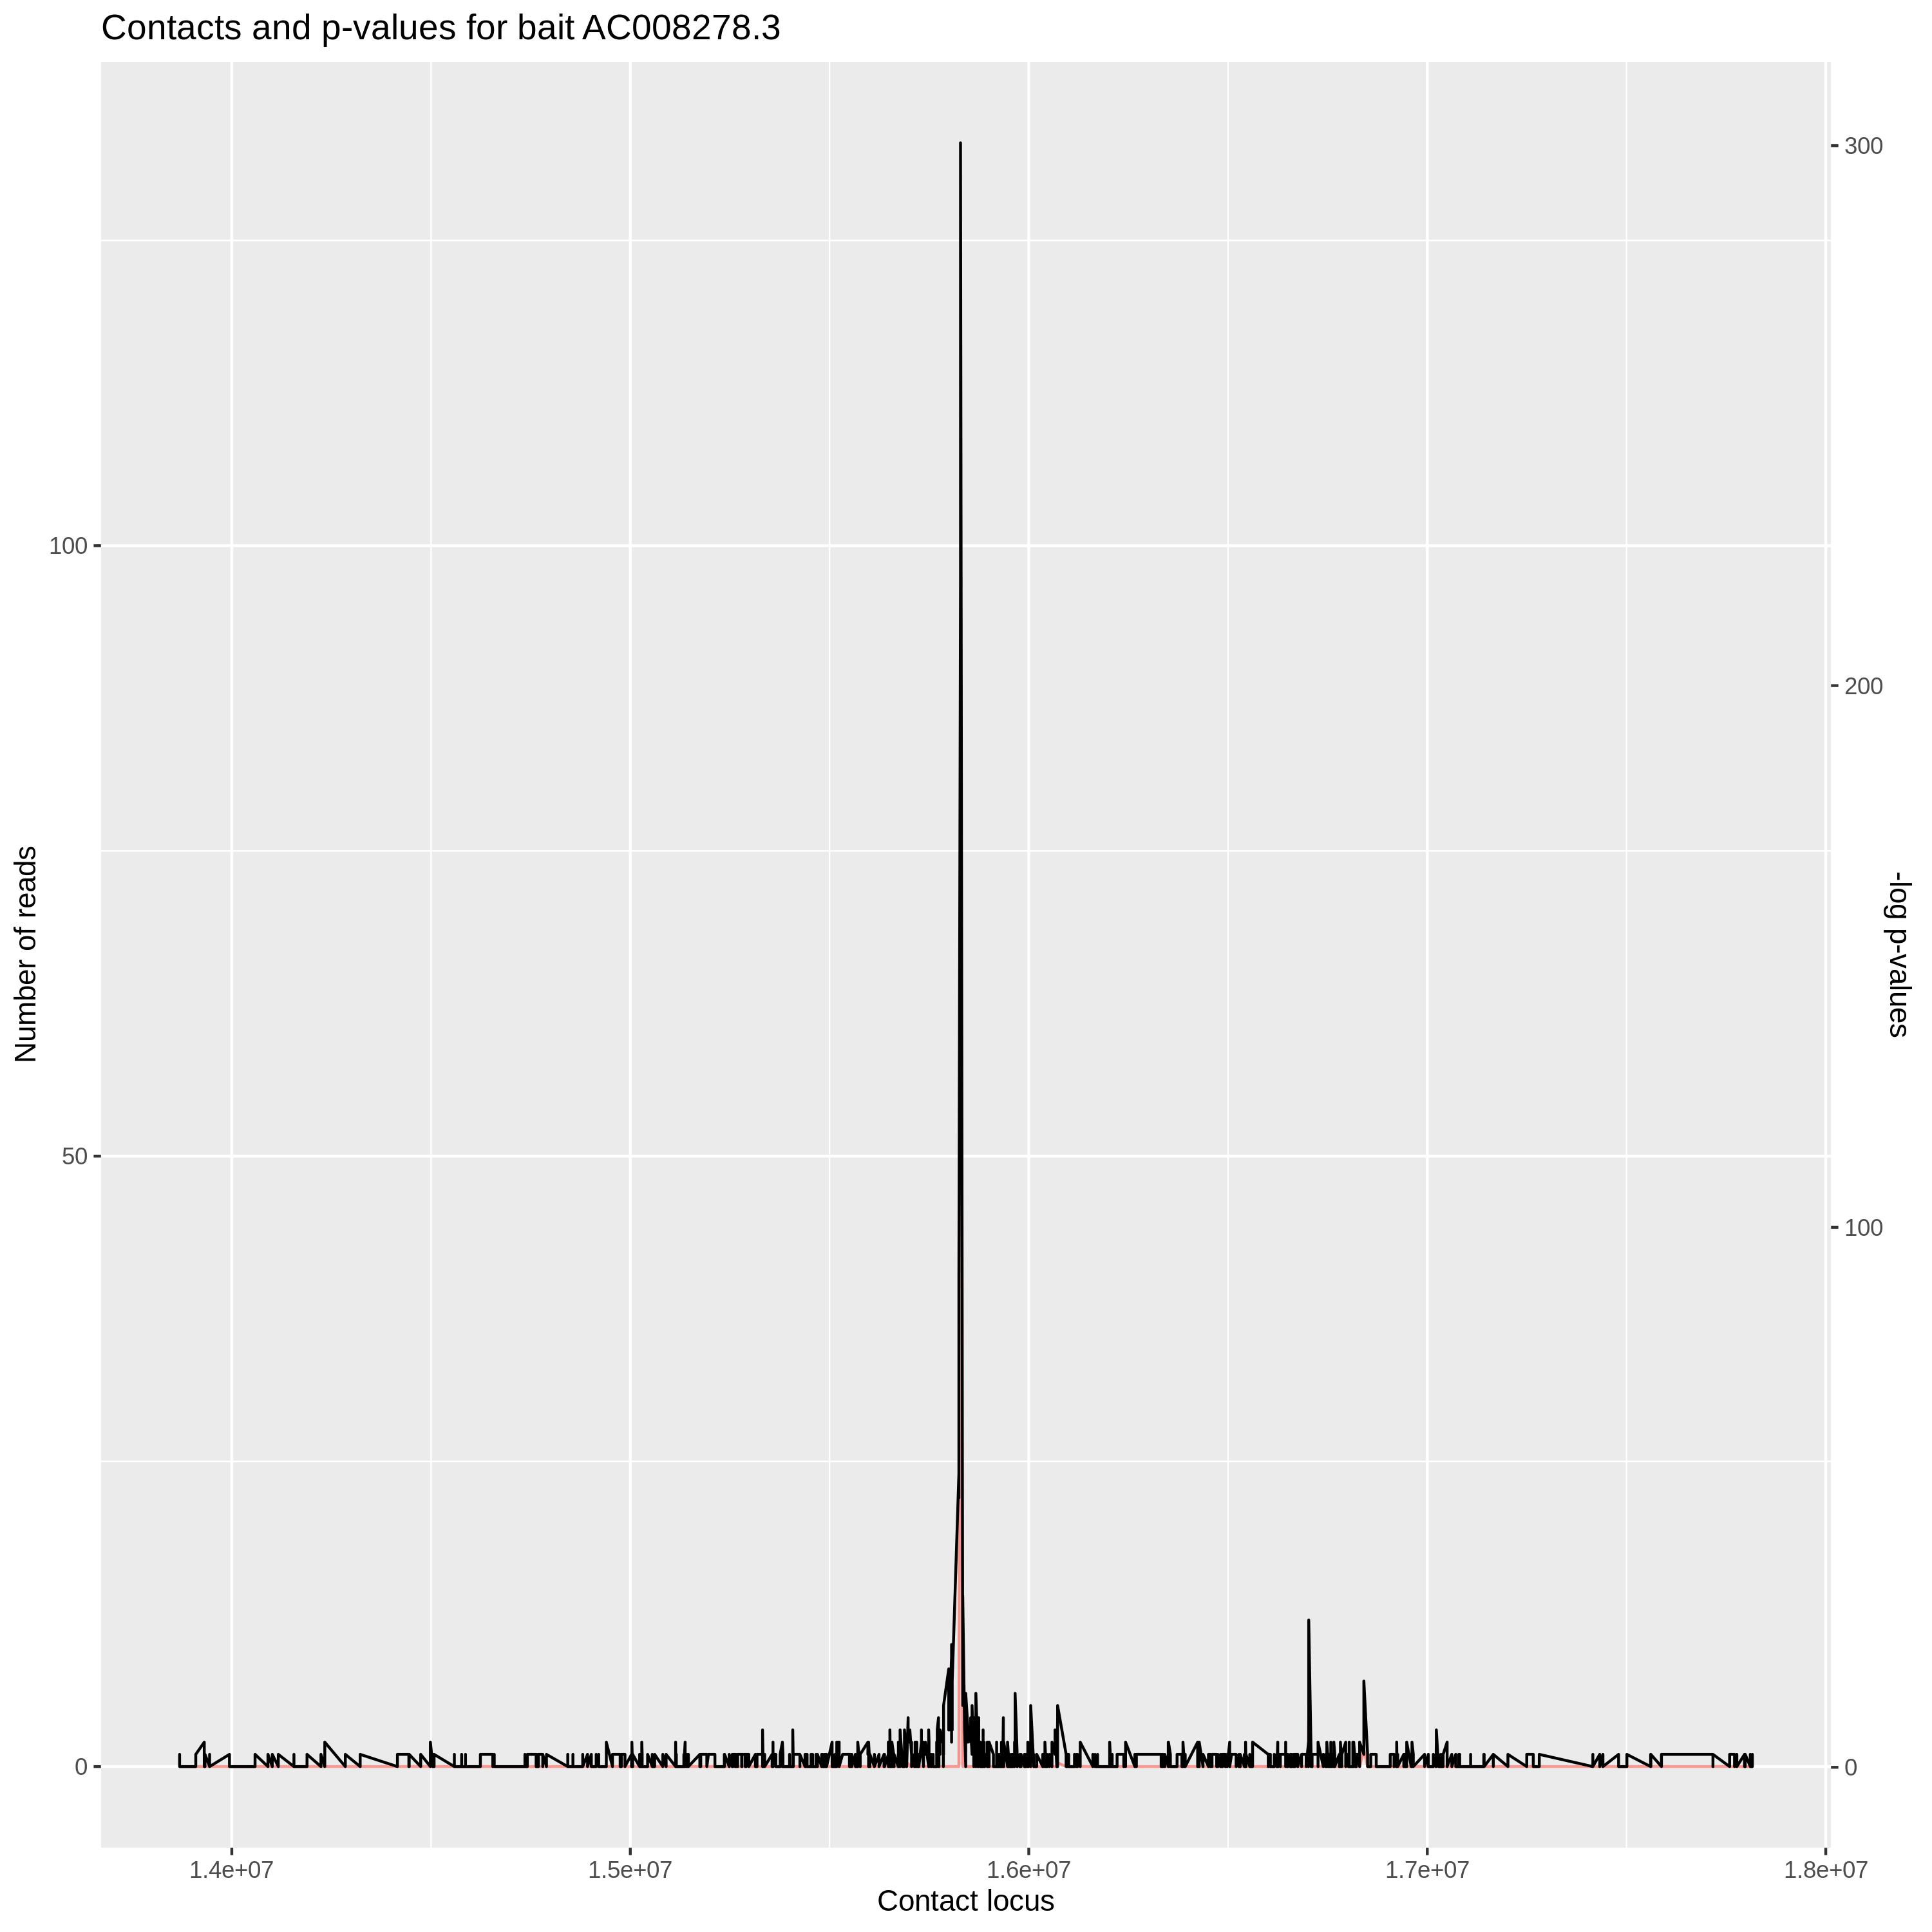 Contacts and p-values for bait AC008278.3
Number of reads
100
50
0
300
200
100
0
-log p-values
1.4e+07 1.5e+07 1.6e+07 1.7e+07 1.8e+07
Contact locus